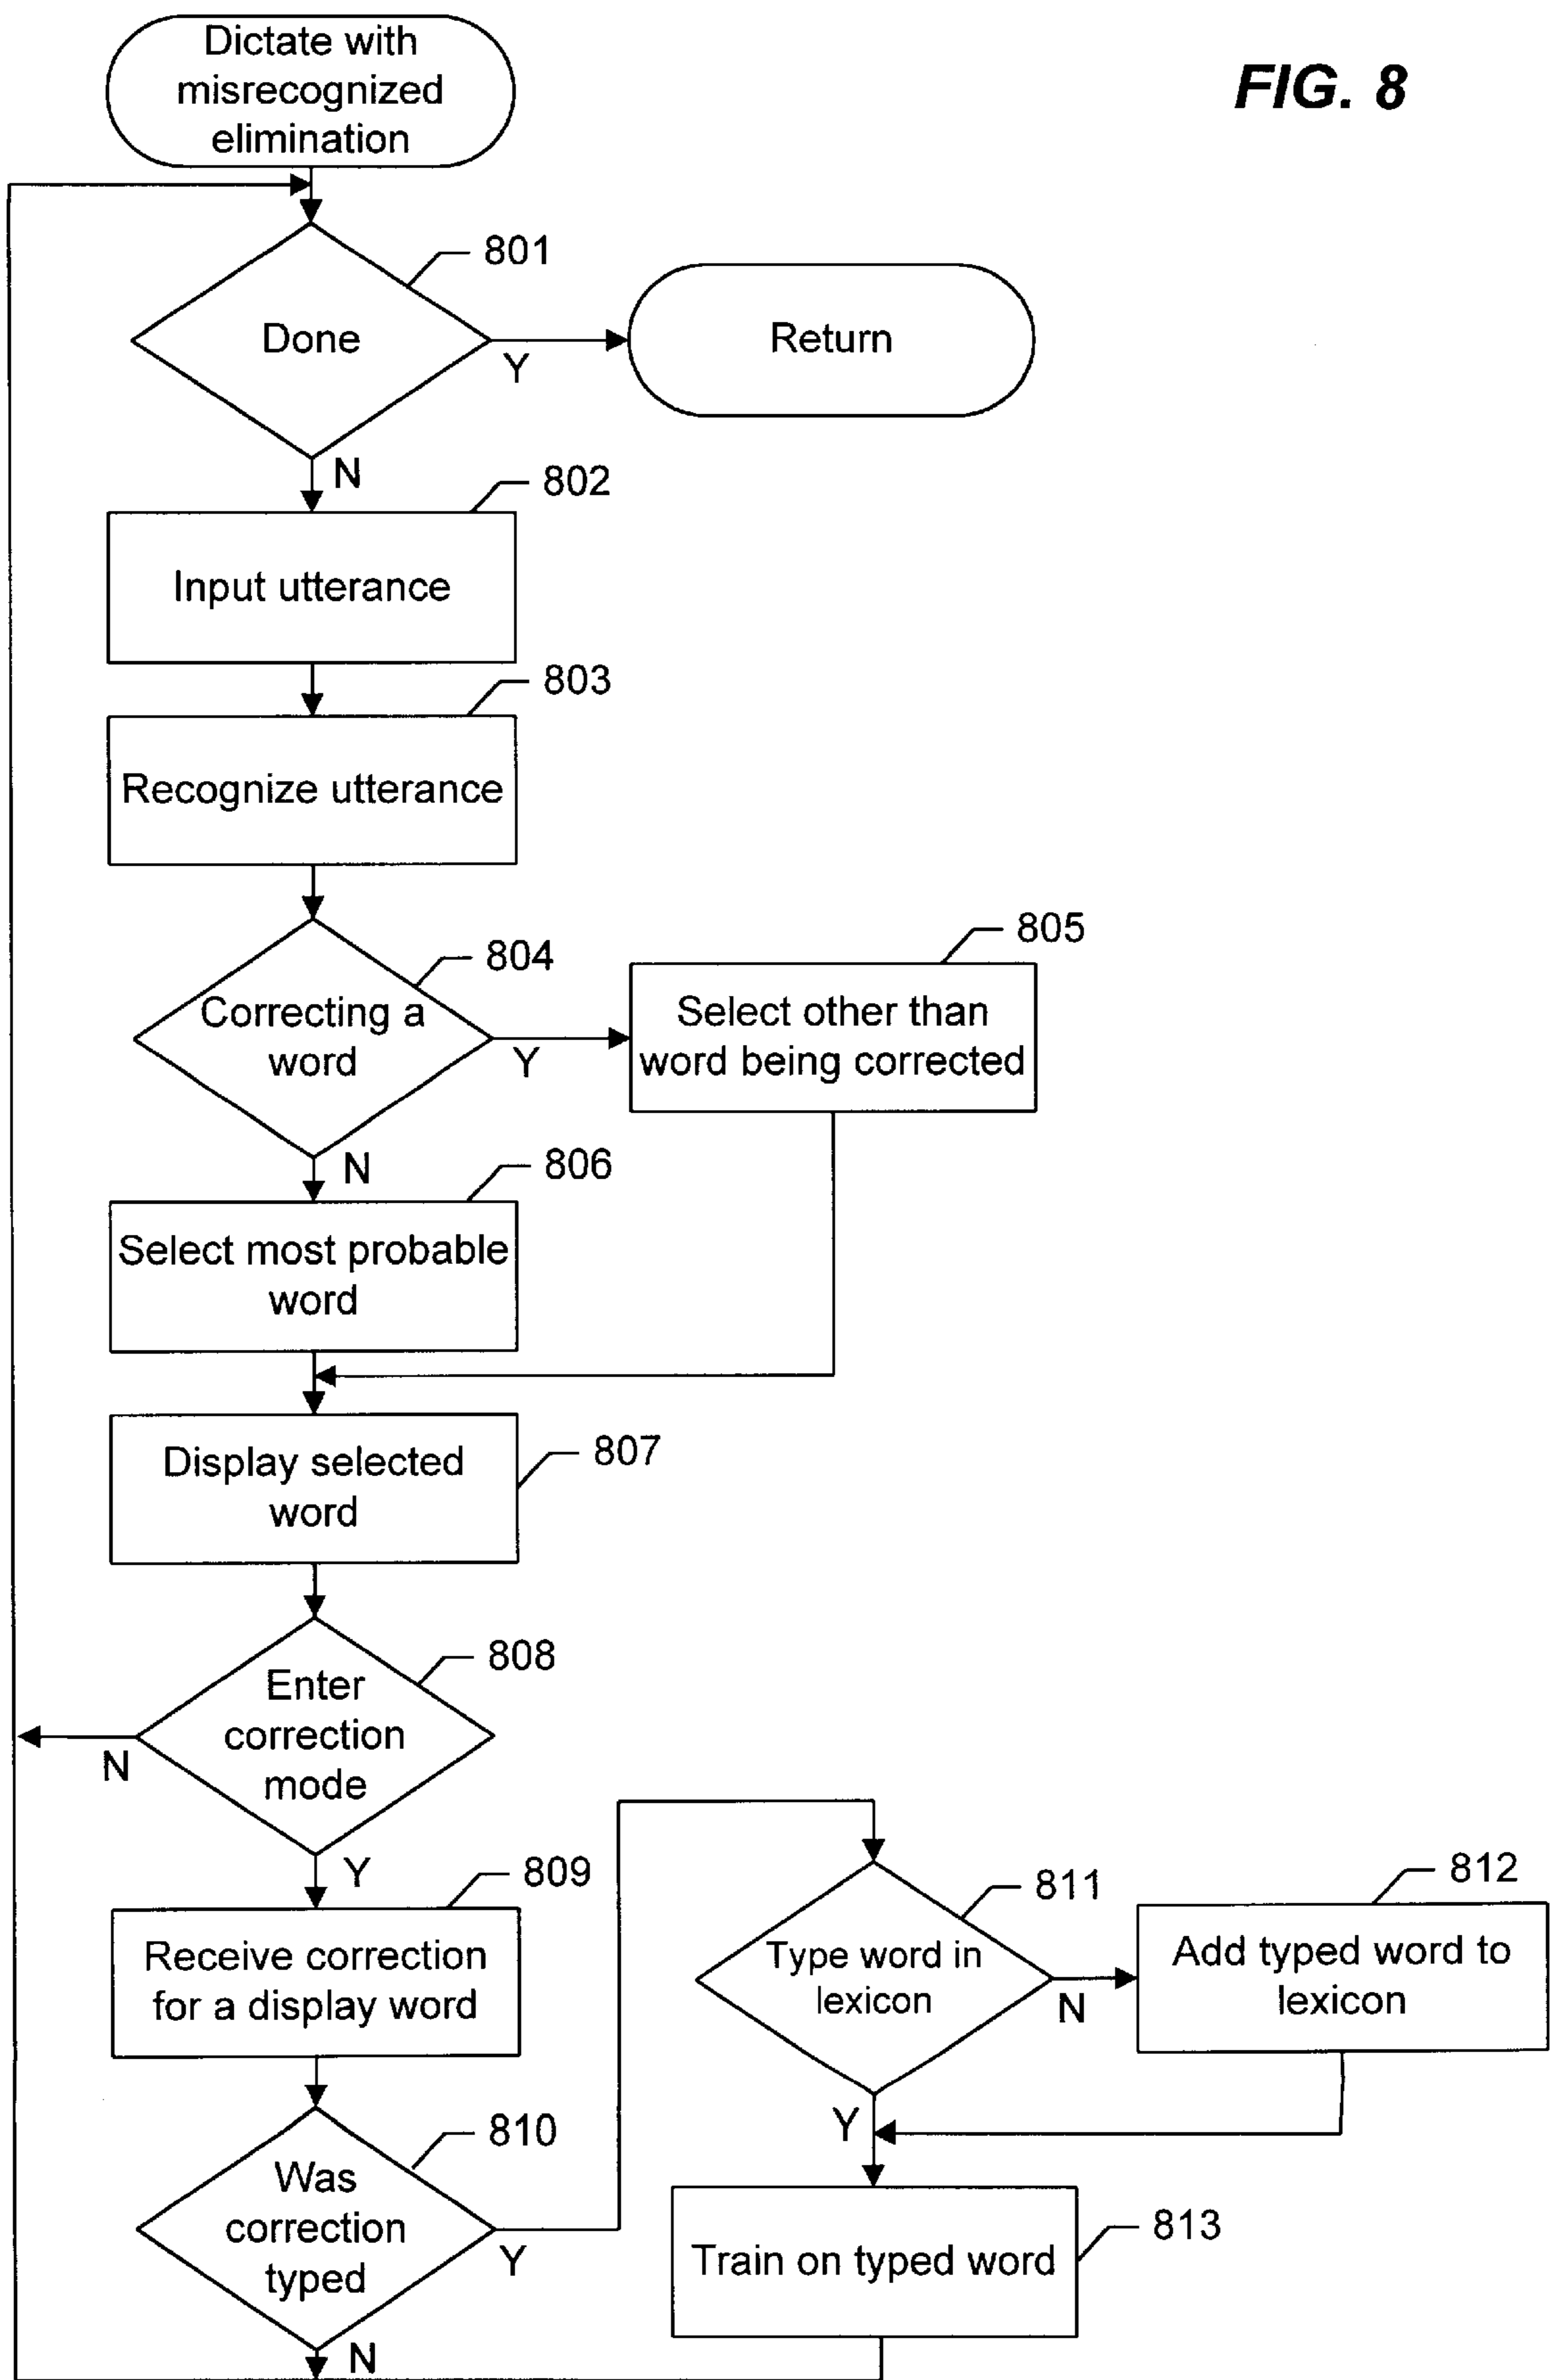 Dictate with
misrecognized
elimination
FIG. 8
801
Done
Y
Return
N
802
Input utterance
803
Recognize utterance
804
Correcting a
word
Y
805
Select other than
word being corrected
N
806
Select most probable
word
Display selected
word
807
808
Enter
correction
mode
N
Y
809
Receive correction
for a display word
810
Was
correction
typed
Y
N
811
Type word in
lexicon
N
812
Add typed word to
lexicon
Y
813
Train on typed word